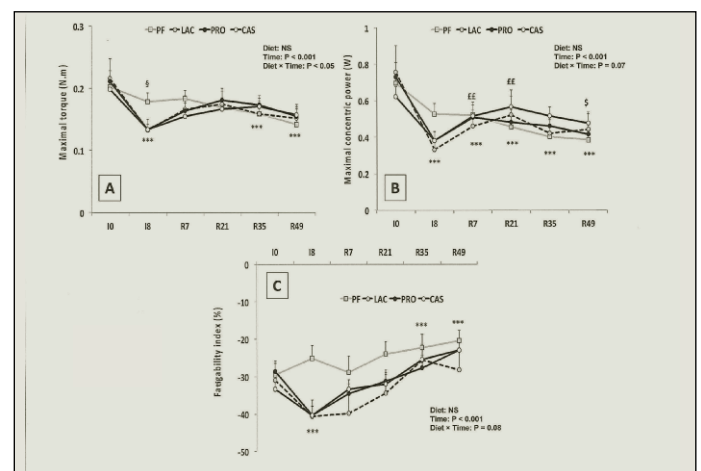 0.3
PF LAC PRO CAS
Diet: NS
Time: P < 0.001
Diet × Time: P < 0.05
Maximal torque (N.m)
0.2
§
***
***
***
0.1
A
0
I0 I8 R7 R21 R35 R49
1
PF LAC PRO CAS
Diet: NS
Time: P < 0.001
Diet × Time: P = 0.07
Maximal concentric power (W)
0.8
0.6
££
££
$
0.4
***
***
***
***
***
0.2
B
0
I0 I8 R7 R21 R35 R49
I0 I8 R7 R21 R35 R49
0
C
PF LAC PRO CAS
-10
Fatigability index (%)
-20
***
***
-30
-40
***
Diet: NS
Time: P < 0.001
Diet × Time: P = 0.08
-50